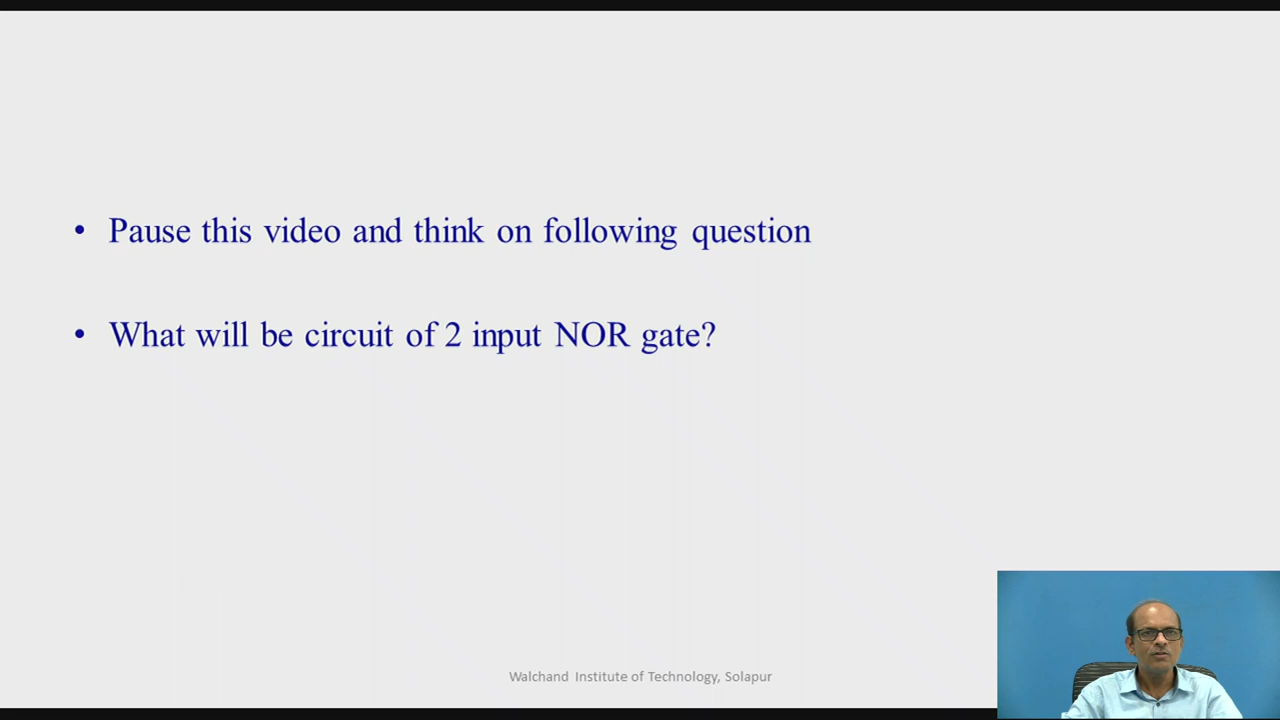 • Pause this video and think on following question
• What will be circuit of 2 input NOR gate?
Walchand Institute of Technology, Solapur